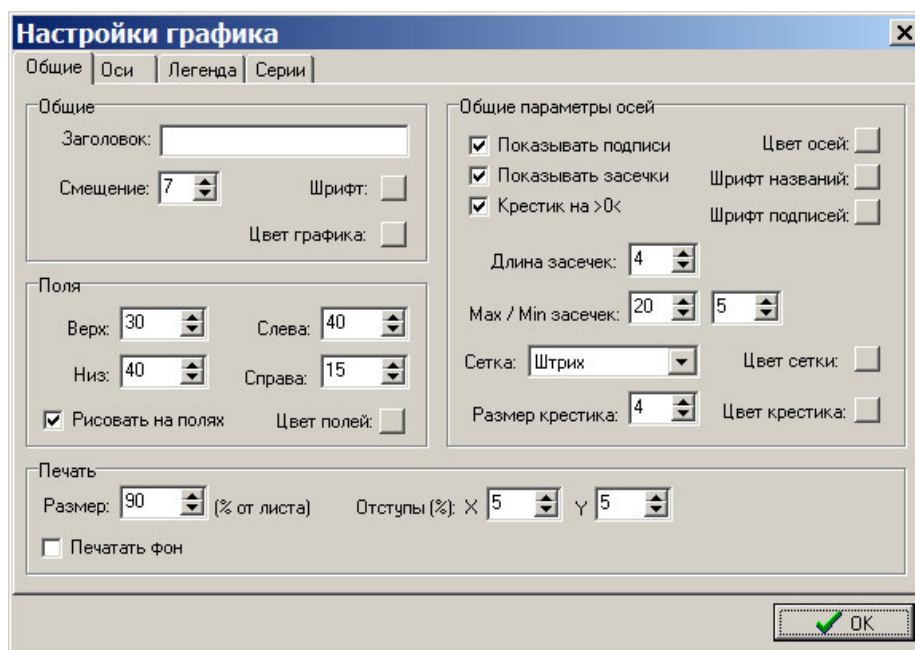 Настройки графика
Общие Оси Легенда Серии
Общие
Заголовок:
Смещение: 7 Шрифт:
Цвет графика:
Поля
Верх: 30 Слева: 40
Низ: 40 Справа: 15
Рисовать на полях Цвет полей:
Общие параметры осей
Показывать подписи Цвет осей:
Показывать засечки Шрифт названий:
Крестик на >0< Шрифт подписей:
Длина засечек: 4
Max / Min засечек: 20 5
Сетка: Штрих Цвет сетки:
Размер крестика: 4 Цвет крестика:
Печать
Размер: 90 (% от листа) Отступы (%): X 5 Y 5
Печатать фон
OK